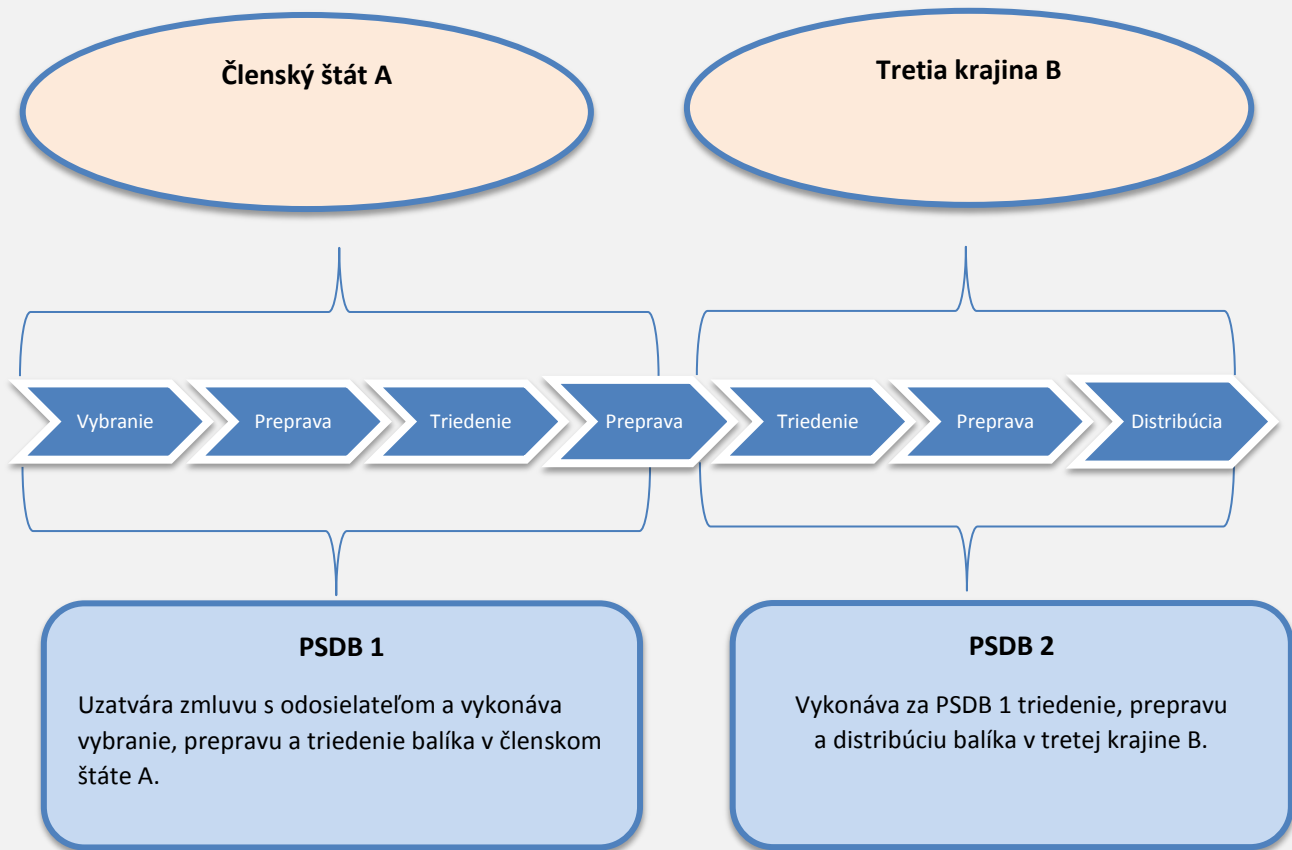 Členský štát A
Tretia krajina B
Vybranie
Preprava
Triedenie
Preprava
Triedenie
Preprava
Distribúcia
PSDB 1
Uzatvára zmluvu s odosielateľom a vykonáva
vybranie, prepravu a triedenie balíka v členskom
štáte A.
PSDB 2
Vykonáva za PSDB 1 triedenie, prepravu
a distribúciu balíka v tretej krajine B.